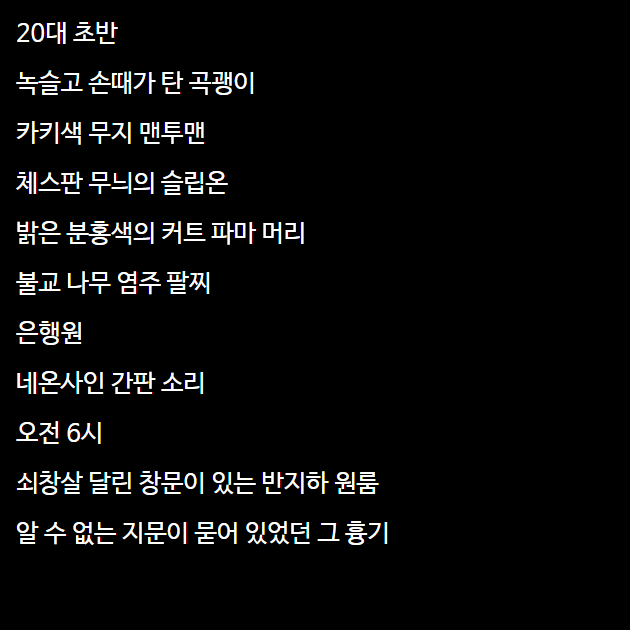 20대 초반
녹슬고 손때가 탄 곡괭이
카키색 무지 맨투맨
체스판 무늬의 슬립온
밝은 분홍색의 커트 파마 머리
불교 나무 염주 팔찌
은행원
네온사인 간판 소리
오전 6시
쇠창살 달린 창문이 있는 반지하 원룸
알 수 없는 지문이 묻어 있었던 그 흉기